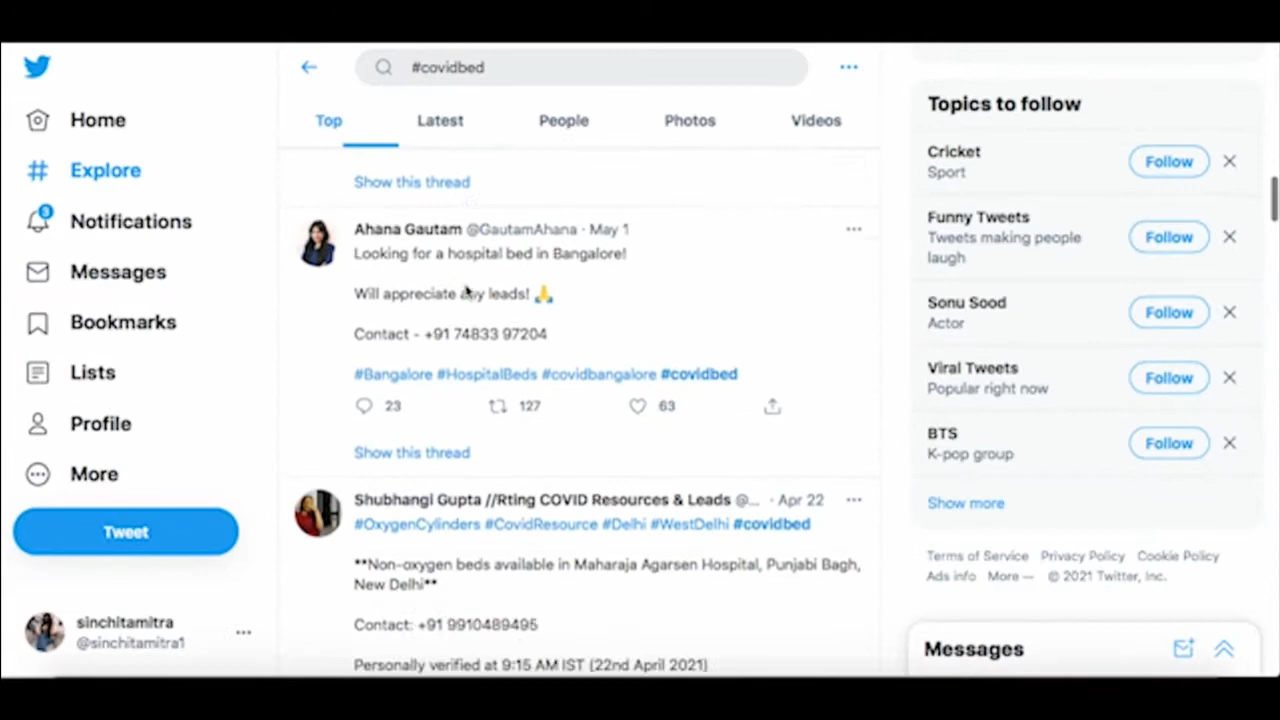 #covidbed
Top Latest People Photos Videos
Home
Explore
3
Notifications
Messages
Bookmarks
Lists
Profile
More
Tweet
sinchitamitra
@sinchitamitra1
Show this thread
Ahana Gautam @GautamAhana · May 1
Looking for a hospital bed in Bangalore!
Will appreciate any leads! 🙏
Contact - +91 74833 97204
#Bangalore #HospitalBeds #covidbangalore #covidbed
23 127 63
Show this thread
Shubhangi Gupta //Rting COVID Resources & Leads @... · Apr 22
#OxygenCylinders #CovidResource #Delhi #WestDelhi #covidbed
**Non-oxygen beds available in Maharaja Agarsen Hospital, Punjabi Bagh,
New Delhi**
Contact: +91 9910489495
Personally verified at 9:15 AM IST (22nd April 2021)
Topics to follow
Cricket
Sport
Follow
Funny Tweets
Tweets making people
laugh
Follow
Sonu Sood
Actor
Follow
Viral Tweets
Popular right now
Follow
BTS
K-pop group
Follow
Show more
Terms of Service Privacy Policy Cookie Policy
Ads info More — © 2021 Twitter, Inc.
Messages